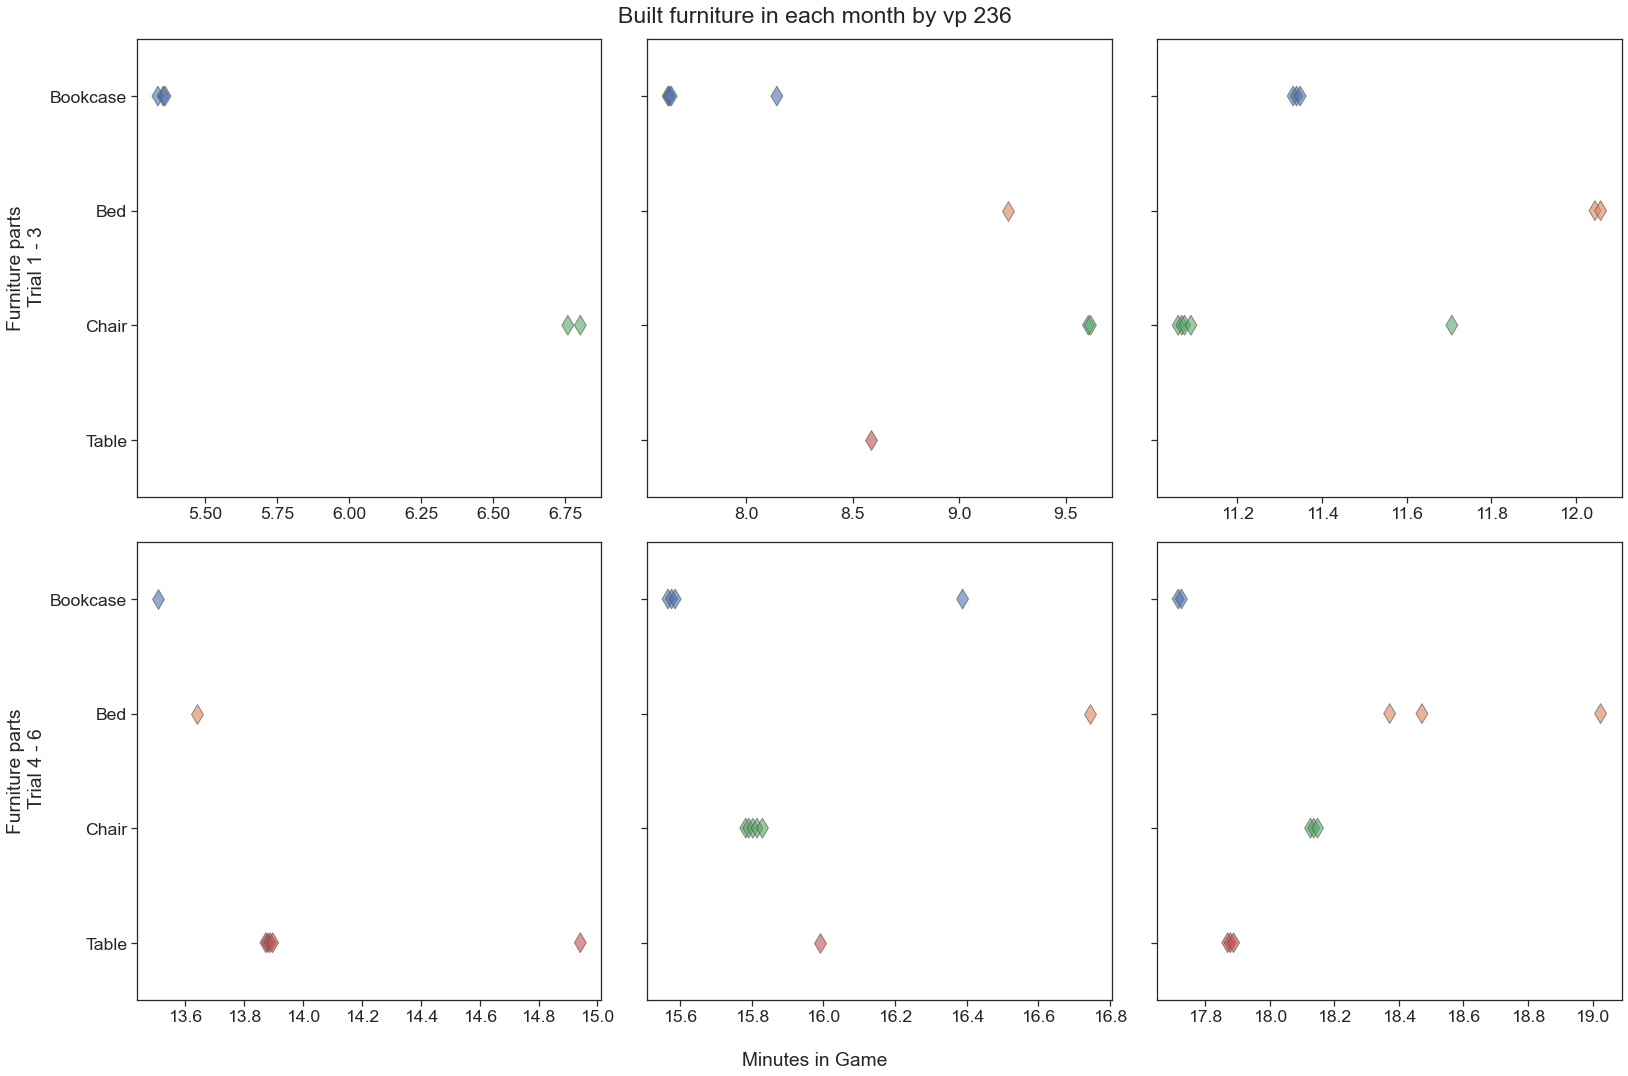 Built furniture in each month by vp 236
Furniture parts
Trial 1 - 3
Bookcase
Bed
Chair
Table
5.50 5.75 6.00 6.25 6.50 6.75
8.0 8.5 9.0 9.5
11.2 11.4 11.6 11.8 12.0
Furniture parts
Trial 4 - 6
Bookcase
Bed
Chair
Table
13.6 13.8 14.0 14.2 14.4 14.6 14.8 15.0
15.6 15.8 16.0 16.2 16.4 16.6 16.8
17.8 18.0 18.2 18.4 18.6 18.8 19.0
Minutes in Game